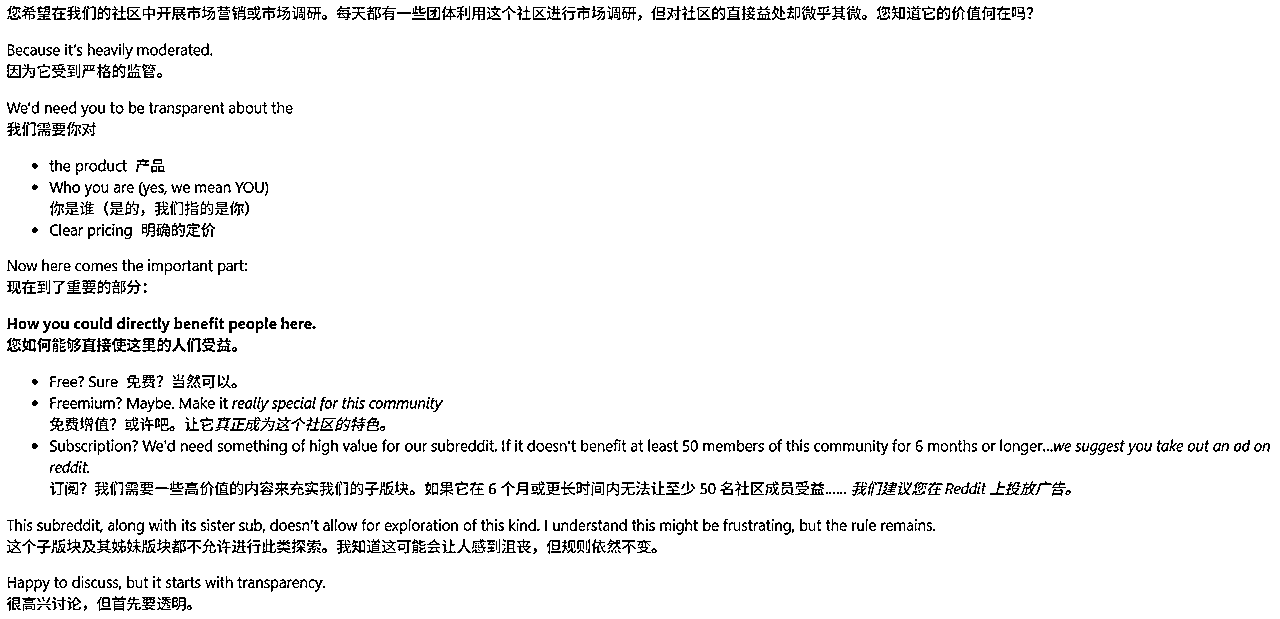 您希望在我们的社区中开展市场营销或市场调研。每天都有一些团体利用这个社区进行市场调研，但对社区的直接益处却微乎其微。您知道它的价值何在吗？
Because it's heavily moderated.
因为它受到严格的监管。
We'd need you to be transparent about the
我们需要你对
• the product 产品
• Who you are (yes, we mean YOU)
你是谁（是的，我们指的是你）
• Clear pricing 明确的定价
Now here comes the important part:
现在到了重要的部分：
How you could directly benefit people here.
您如何能够直接使这里的人们受益。
• Free? Sure 免费？当然可以。
• Freemium? Maybe. Make it really special for this community
免费增值？或许吧。让它真正成为这个社区的特色。
• Subscription? We'd need something of high value for our subreddit. If it doesn't benefit at least 50 members of this community for 6 months or longer...we suggest you take out an ad on
reddit.
订阅？我们需要一些高价值的内容来充实我们的子版块。如果它在 6 个月或更长时间内无法让至少 50 名社区成员受益...... 我们建议您在 Reddit 上投放广告。
This subreddit, along with its sister sub, doesn't allow for exploration of this kind. I understand this might be frustrating, but the rule remains.
这个子版块及其姊妹版块都不允许进行此类探索。我知道这可能会让人感到沮丧，但规则依然不变。
Happy to discuss, but it starts with transparency.
很高兴讨论，但首先要透明。